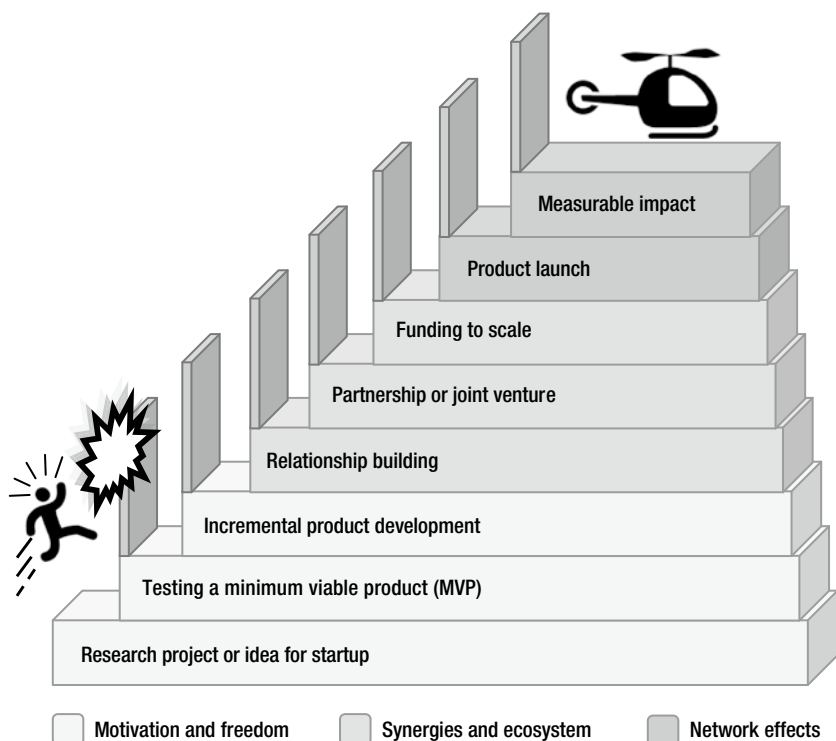 Measurable impact
Product launch
Funding to scale
Partnership or joint venture
Relationship building
Incremental product development
Testing a minimum viable product (MVP)
Research project or idea for startup
Motivation and freedom
Synergies and ecosystem
Network effects